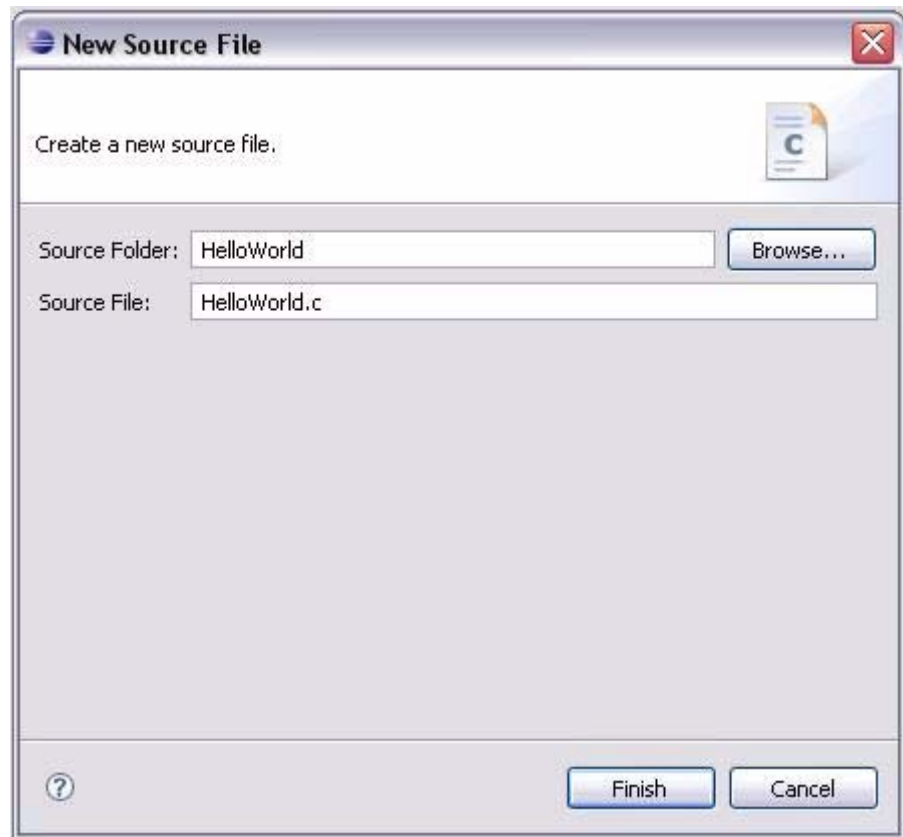 New Source File
Create a new source file.
C
Source Folder: HelloWorld Browse...
Source File: HelloWorld.c
?
Finish Cancel